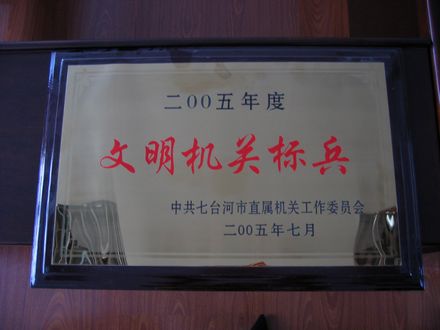 二00五年度
文明机关标兵
中共七台河市直属机关工作委员会
二00五年七月